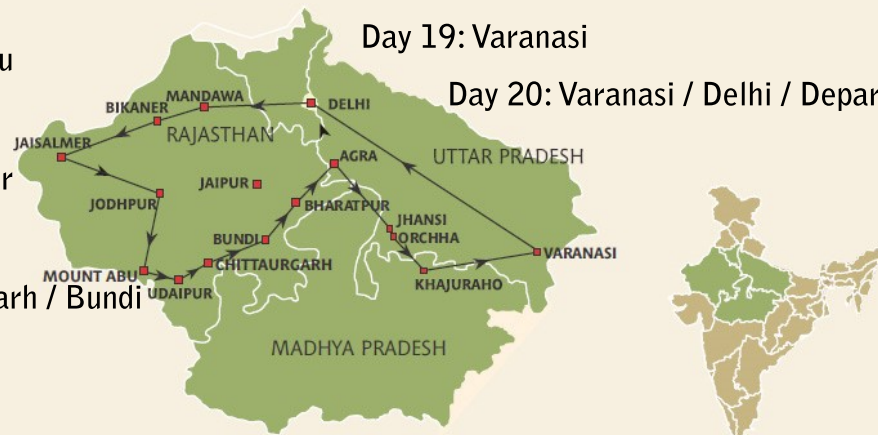 Day 19: Varanasi
u
Day 20: Varanasi / Delhi / Depar
MANDAWA
DELHI
BIKANER
RAJASTHAN
JAISALMER
AGRA
UTTAR PRADESH
r
JAIPUR
JODHPUR
BHARATPUR
JHANSI
ORCHHA
BUNDI
VARANASI
CHITTAURGARH
MOUNT ABU
KHAJURAHO
UDAIPUR
arh / Bundi
MADHYA PRADESH